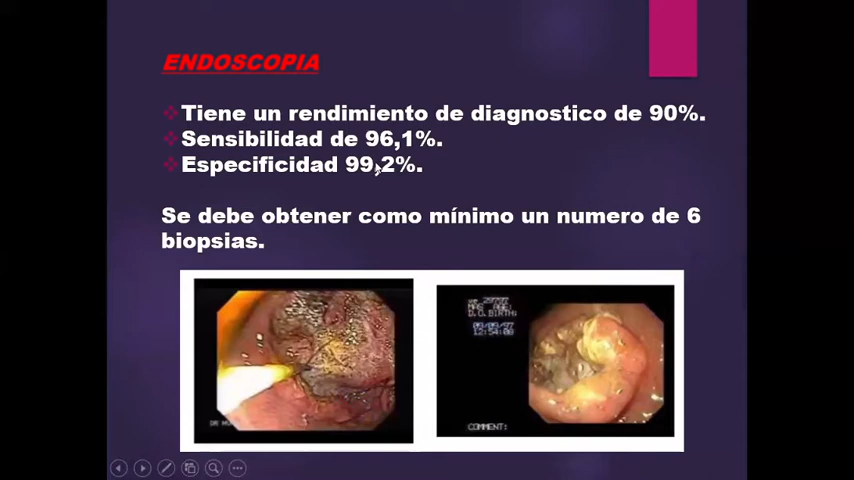 ENDOSCOPIA
Tiene un rendimiento de diagnostico de 90%.
Sensibilidad de 96,1%.
Especificidad 99,2%.
Se debe obtener como mínimo un numero de 6
biopsias.
D.O.BIRTH:
COMMENT: